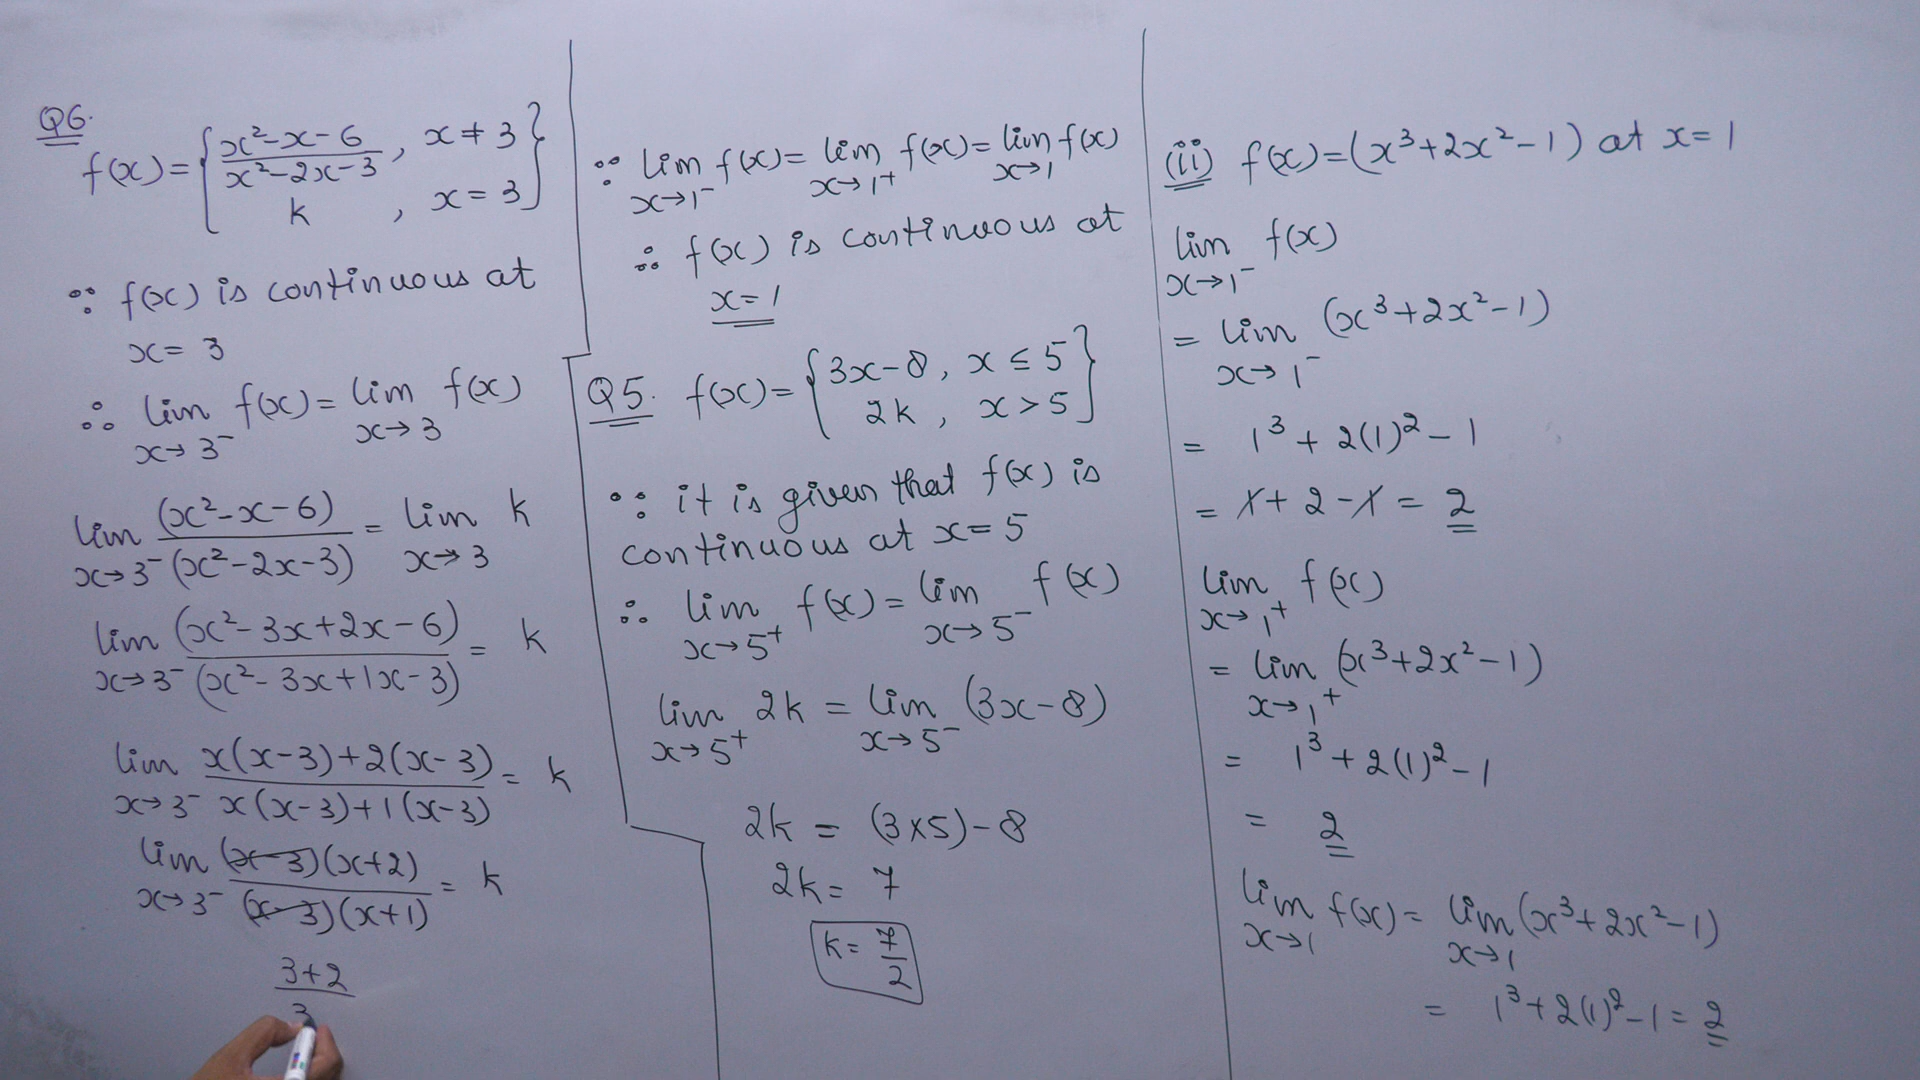 Q6.
f(x) = { x²-x-6 / x²-2x-3 , x ≠ 3
k , x = 3 }
∵ f(x) is continuous at
x = 3
∴ lim x→3⁻ f(x) = lim x→3 f(x)
lim x→3⁻ (x²-x-6) / (x²-2x-3) = lim x→3 k
lim x→3⁻ (x²-3x+2x-6) / (x²-3x+1x-3) = k
lim x→3⁻ x(x-3)+2(x-3) / x(x-3)+1(x-3) = k
lim x→3⁻ (x-3)(x+2) / (x-3)(x+1) = k
3+2 / 3
∵ lim x→1⁻ f(x) = lim x→1⁺ f(x) = lim x→1 f(x)
∴ f(x) is continuous at
x = 1
Q5. f(x) = { 3x-8 , x ≤ 5
2k , x > 5 }
∵ it is given that f(x) is
continuous at x = 5
∴ lim x→5⁺ f(x) = lim x→5⁻ f(x)
lim x→5⁺ 2k = lim x→5⁻ (3x-8)
2k = (3×5)-8
2k = 7
k = 7/2
(ii) f(x) = (x³+2x²-1) at x = 1
lim x→1⁻ f(x)
= lim x→1⁻ (x³+2x²-1)
= 1³ + 2(1)² - 1
= 1 + 2 - 1 = 2
lim x→1⁺ f(x)
= lim x→1⁺ (x³+2x²-1)
= 1³ + 2(1)² - 1
= 2
lim x→1 f(x) = lim x→1 (x³+2x²-1)
= 1³+2(1)²-1 = 2